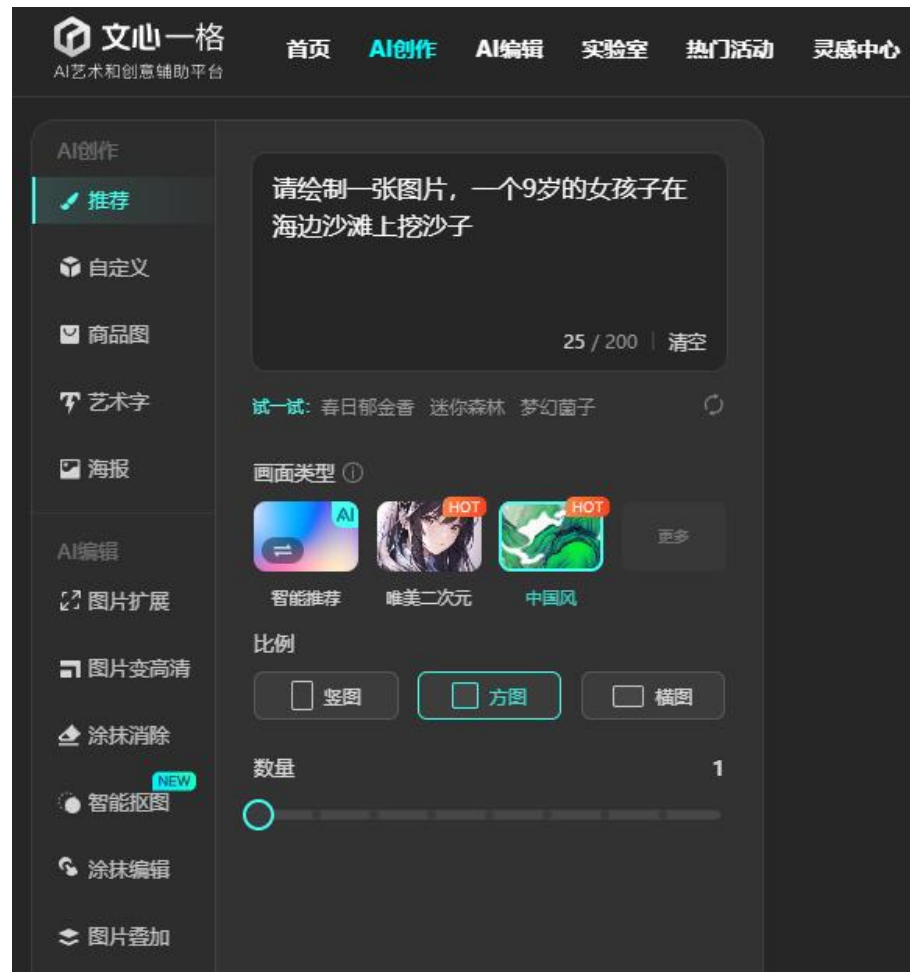 文心一格
AI艺术和创意辅助平台
首页 AI创作 AI编辑 实验室 热门活动 灵感中心
AI创作
推荐
自定义
商品图
艺术字
海报
AI编辑
图片扩展
图片变高清
涂抹消除
NEW
智能抠图
涂抹编辑
图片叠加
请绘制一张图片，一个9岁的女孩子在
海边沙滩上挖沙子
25 / 200 清空
试一试: 春日郁金香 迷你森林 梦幻菌子
画面类型
AI HOT HOT
更多
智能推荐 唯美二次元 中国风
比例
竖图 方图 横图
数量 1